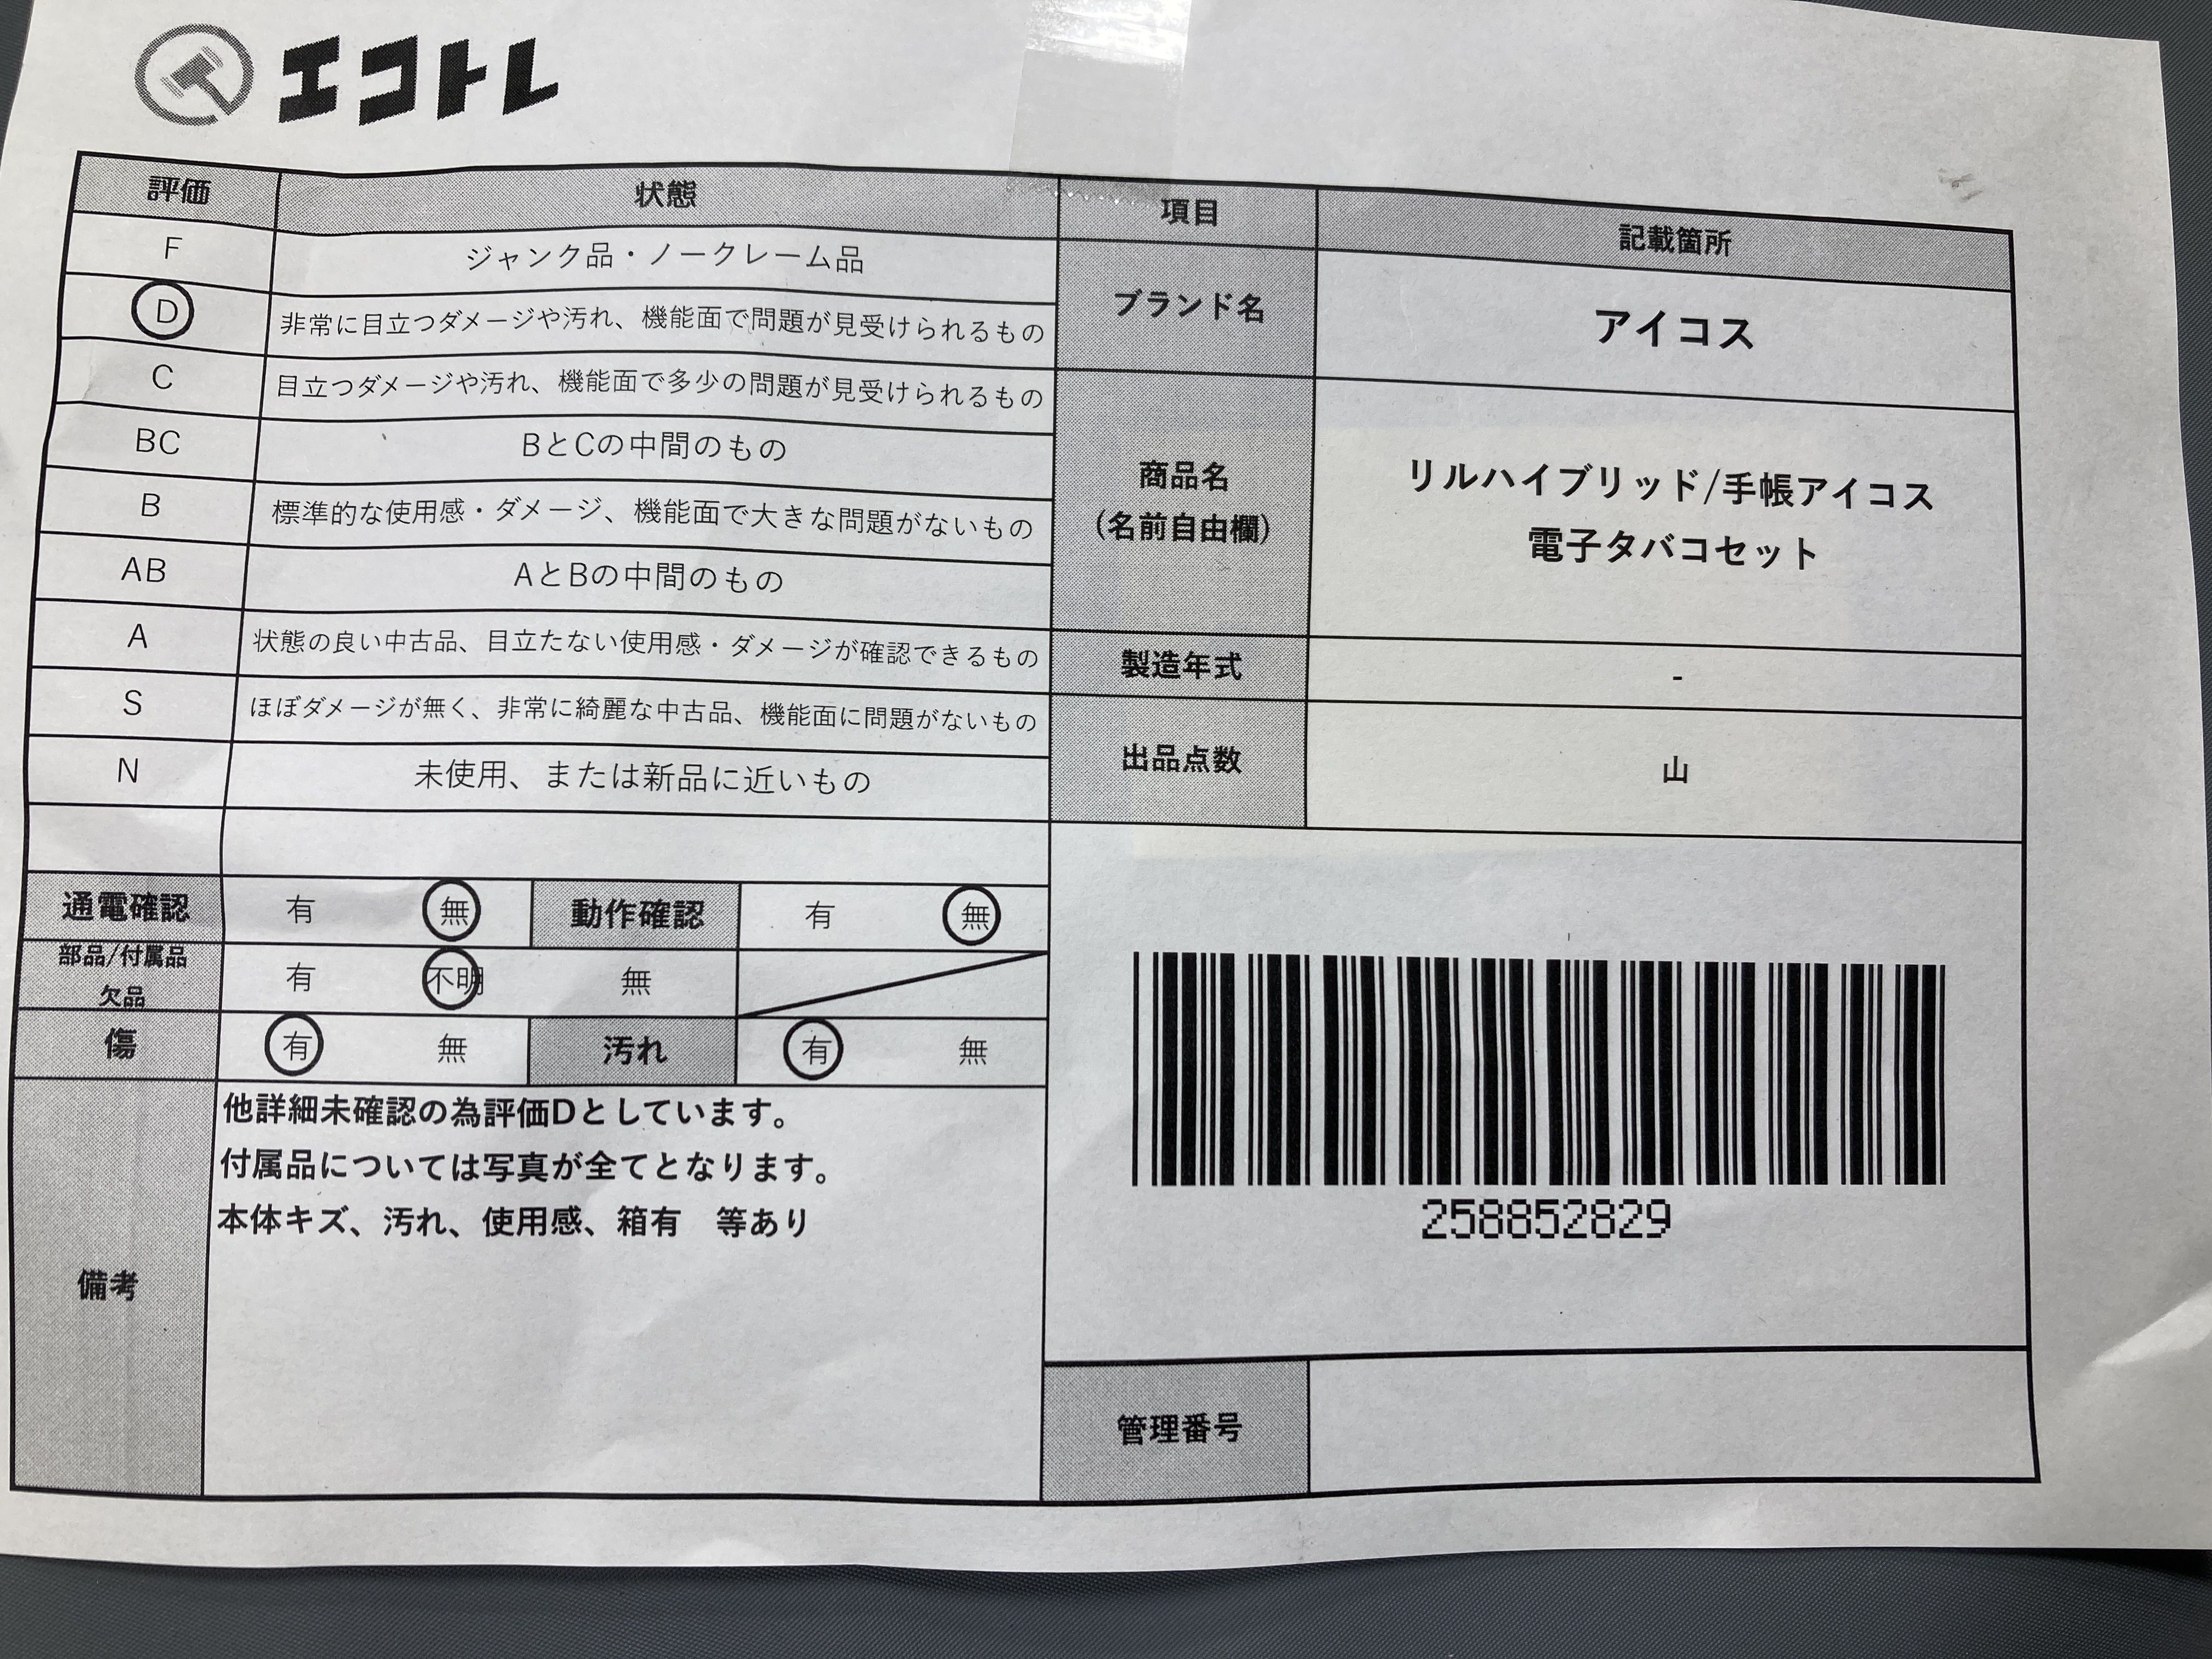 エコトレ
評価 状態
F ジャンク品・ノークレーム品
D 非常に目立つダメージや汚れ、機能面で問題が見受けられるもの
C 目立つダメージや汚れ、機能面で多少の問題が見受けられるもの
BC BとCの中間のもの
B 標準的な使用感・ダメージ、機能面で大きな問題がないもの
AB AとBの中間のもの
A 状態の良い中古品、目立たない使用感・ダメージが確認できるもの
S ほぼダメージが無く、非常に綺麗な中古品、機能面に問題がないもの
N 未使用、または新品に近いもの
通電確認 有 無 動作確認 有 無
部品/付属品
欠品 有 不明 無
傷 有 無 汚れ 有 無
備考
他詳細未確認の為評価Dとしています。
付属品については写真が全てとなります。
本体キズ、汚れ、使用感、箱有　等あり
項目 記載箇所
ブランド名 アイコス
商品名
(名前自由欄)
リルハイブリッド/手帳アイコス
電子タバコセット
製造年式 -
出品点数 山
258852829
管理番号